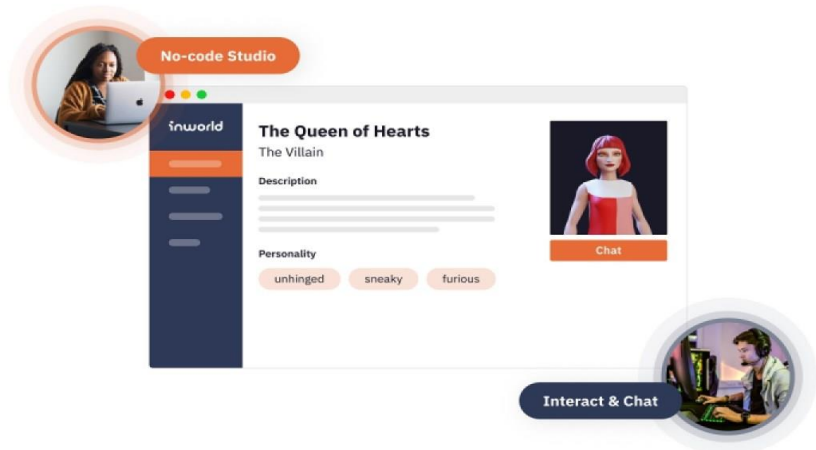 No-code Studio
inworld
The Queen of Hearts
The Villain
Description
Personality
unhinged sneaky furious
Chat
Interact & Chat